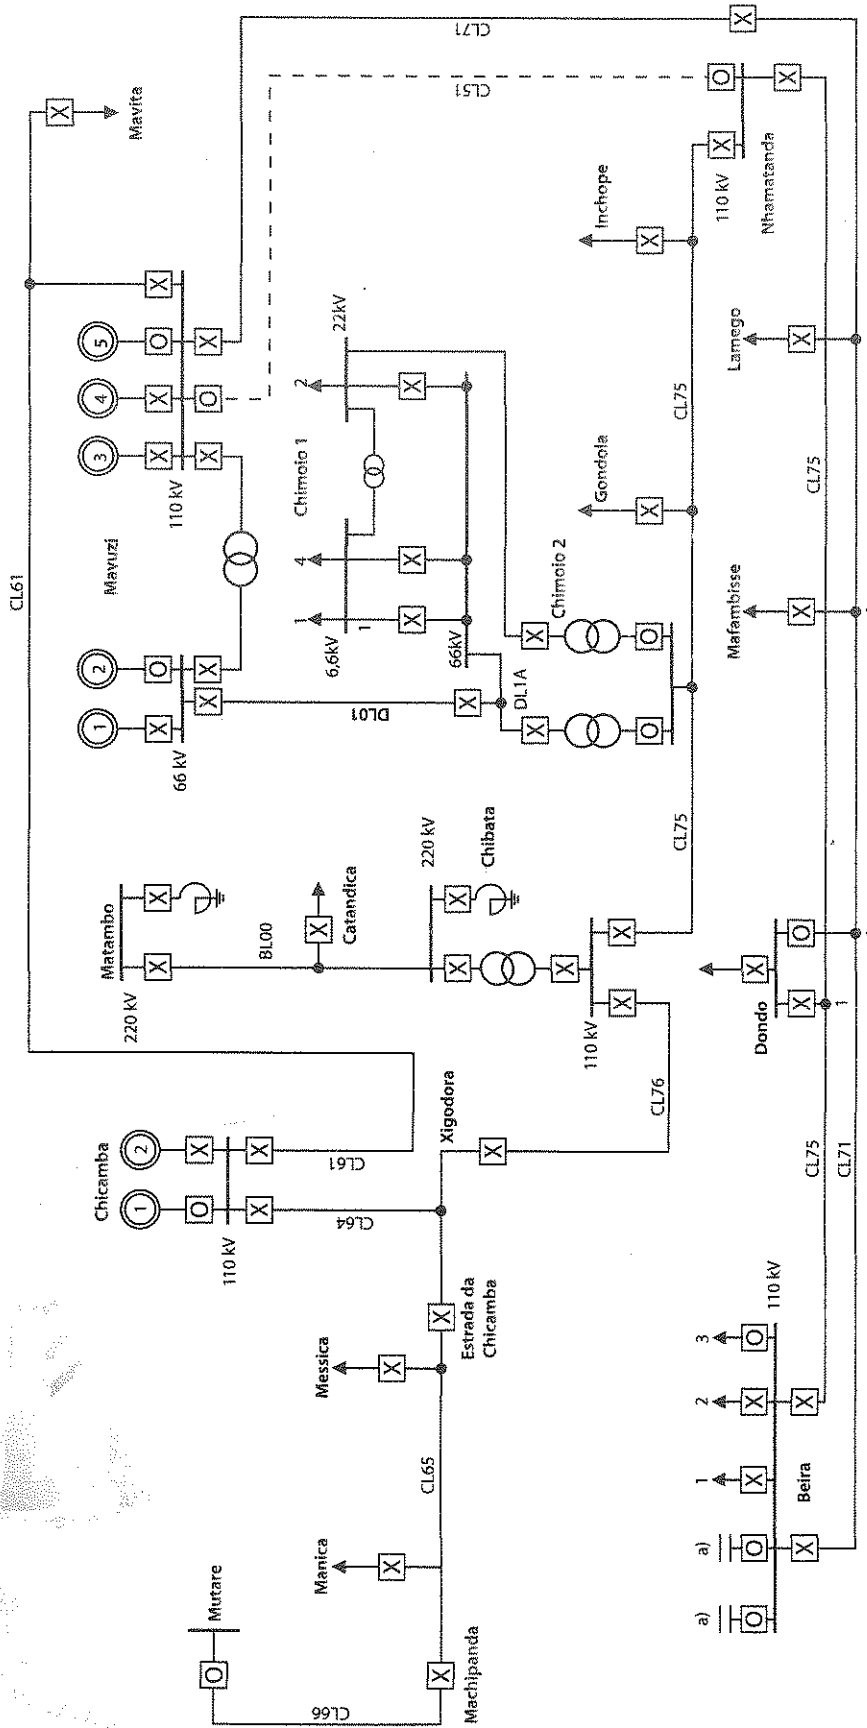 CL61
Mavita
Chicamba
1
2
110 kV
CL61
CL64
Matambo
220 kV
BL00
Catandica
220 kV
Chibata
110 kV
Mavuzi
1
2
66 kV
3
4
5
110 kV
CL71
CL51
DL01
Chimoio 1
1
4
2
6,6kV
1
22kV
66kV
DL1A
Chimoio 2
Mutare
CL66
Machipanda
Manica
Messica
CL65
Estrada da
Chicamba
Xigodora
CL76
CL75
Gondola
CL75
Inchope
110 kV
Nhamatanda
a)
a)
1
2
3
Beira
110 kV
Dondo
1
Mafambisse
Lamego
CL75
CL75
CL71